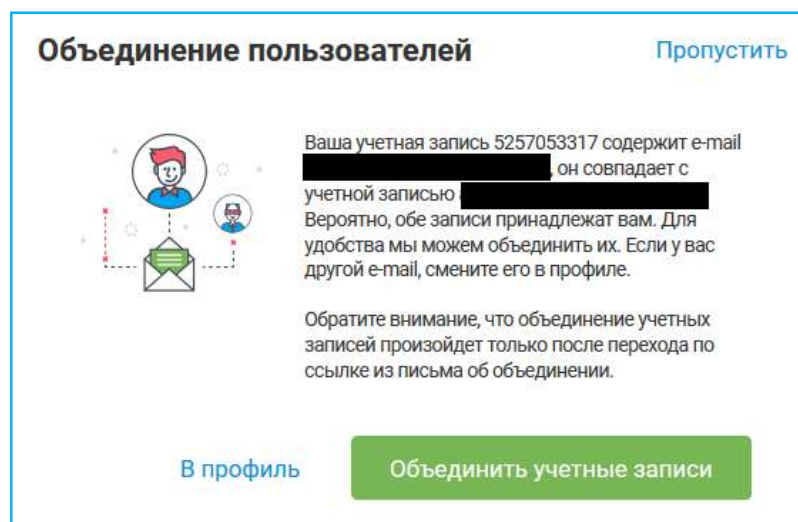 Объединение пользователей
Пропустить
Ваша учетная запись 5257053317 содержит e-mail
, он совпадает с
учетной записью
Вероятно, обе записи принадлежат вам. Для
удобства мы можем объединить их. Если у вас
другой e-mail, смените его в профиле.
Обратите внимание, что объединение учетных
записей произойдет только после перехода по
ссылке из письма об объединении.
В профиль
Объединить учетные записи